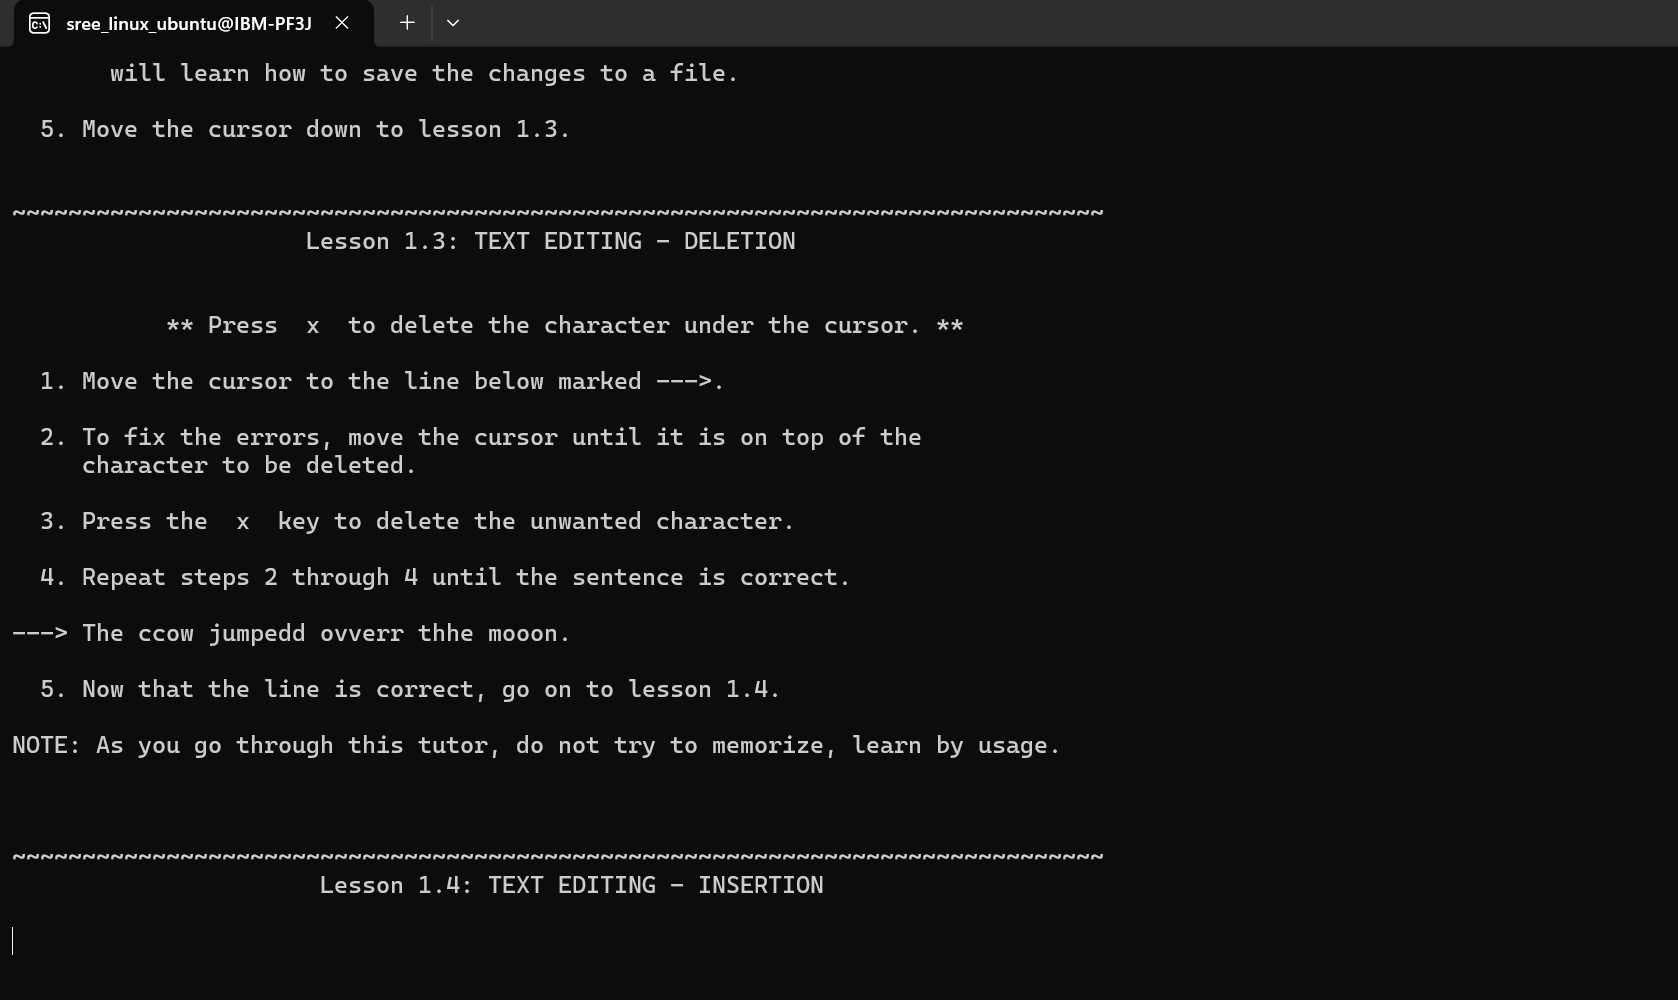 sree_linux_ubuntu@IBM-PF3J
will learn how to save the changes to a file.
5. Move the cursor down to lesson 1.3.
~~~~~~~~~~~~~~~~~~~~~~~~~~~~~~~~~~~~~~~~~~~~~~~~~~~~~~~~~~~~~~~~~~~~~~~~~~~~~~
Lesson 1.3: TEXT EDITING - DELETION
** Press  x  to delete the character under the cursor. **
1. Move the cursor to the line below marked --->.
2. To fix the errors, move the cursor until it is on top of the
character to be deleted.
3. Press the  x  key to delete the unwanted character.
4. Repeat steps 2 through 4 until the sentence is correct.
---> The ccow jumpedd ovverr thhe mooon.
5. Now that the line is correct, go on to lesson 1.4.
NOTE: As you go through this tutor, do not try to memorize, learn by usage.
~~~~~~~~~~~~~~~~~~~~~~~~~~~~~~~~~~~~~~~~~~~~~~~~~~~~~~~~~~~~~~~~~~~~~~~~~~~~~~
Lesson 1.4: TEXT EDITING - INSERTION